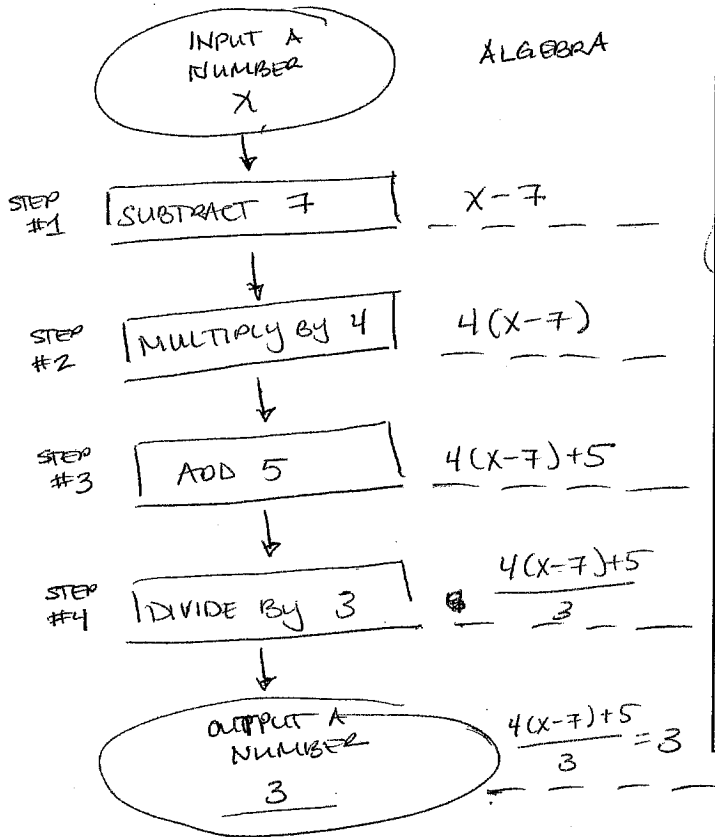 INPUT A
NUMBER
X
ALGEBRA
STEP
#1
SUBTRACT 7
x-7
STEP
#2
MULTIPLY BY 4
4(x-7)
STEP
#3
ADD 5
4(x-7)+5
STEP
#4
DIVIDE BY 3
4(x-7)+5
3
OUTPUT A
NUMBER
3
4(x-7)+5
3
= 3